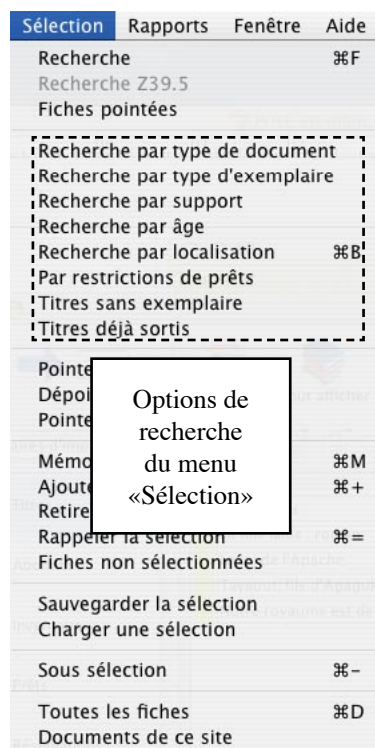 Sélection Rapports Fenêtre Aide
Recherche ⌘F
Recherche Z39.5
Fiches pointées
Recherche par type de document
Recherche par type d'exemplaire
Recherche par support
Recherche par âge
Recherche par localisation ⌘B
Par restrictions de prêts
Titres sans exemplaire
Titres déjà sortis
Options de
recherche
du menu
«Sélection»
⌘M
⌘+
Rappeler la sélection ⌘=
Fiches non sélectionnées
Sauvegarder la sélection
Charger une sélection
Sous sélection ⌘-
Toutes les fiches ⌘D
Documents de ce site